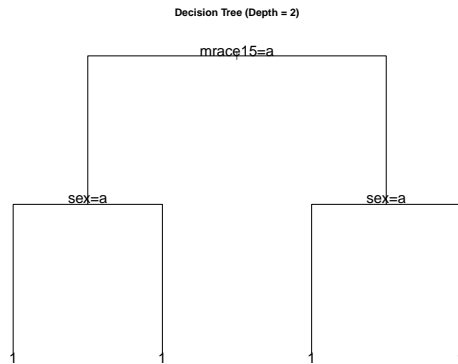 Decision Tree (Depth = 2)
mrace15=a
sex=a sex=a
1 1 1